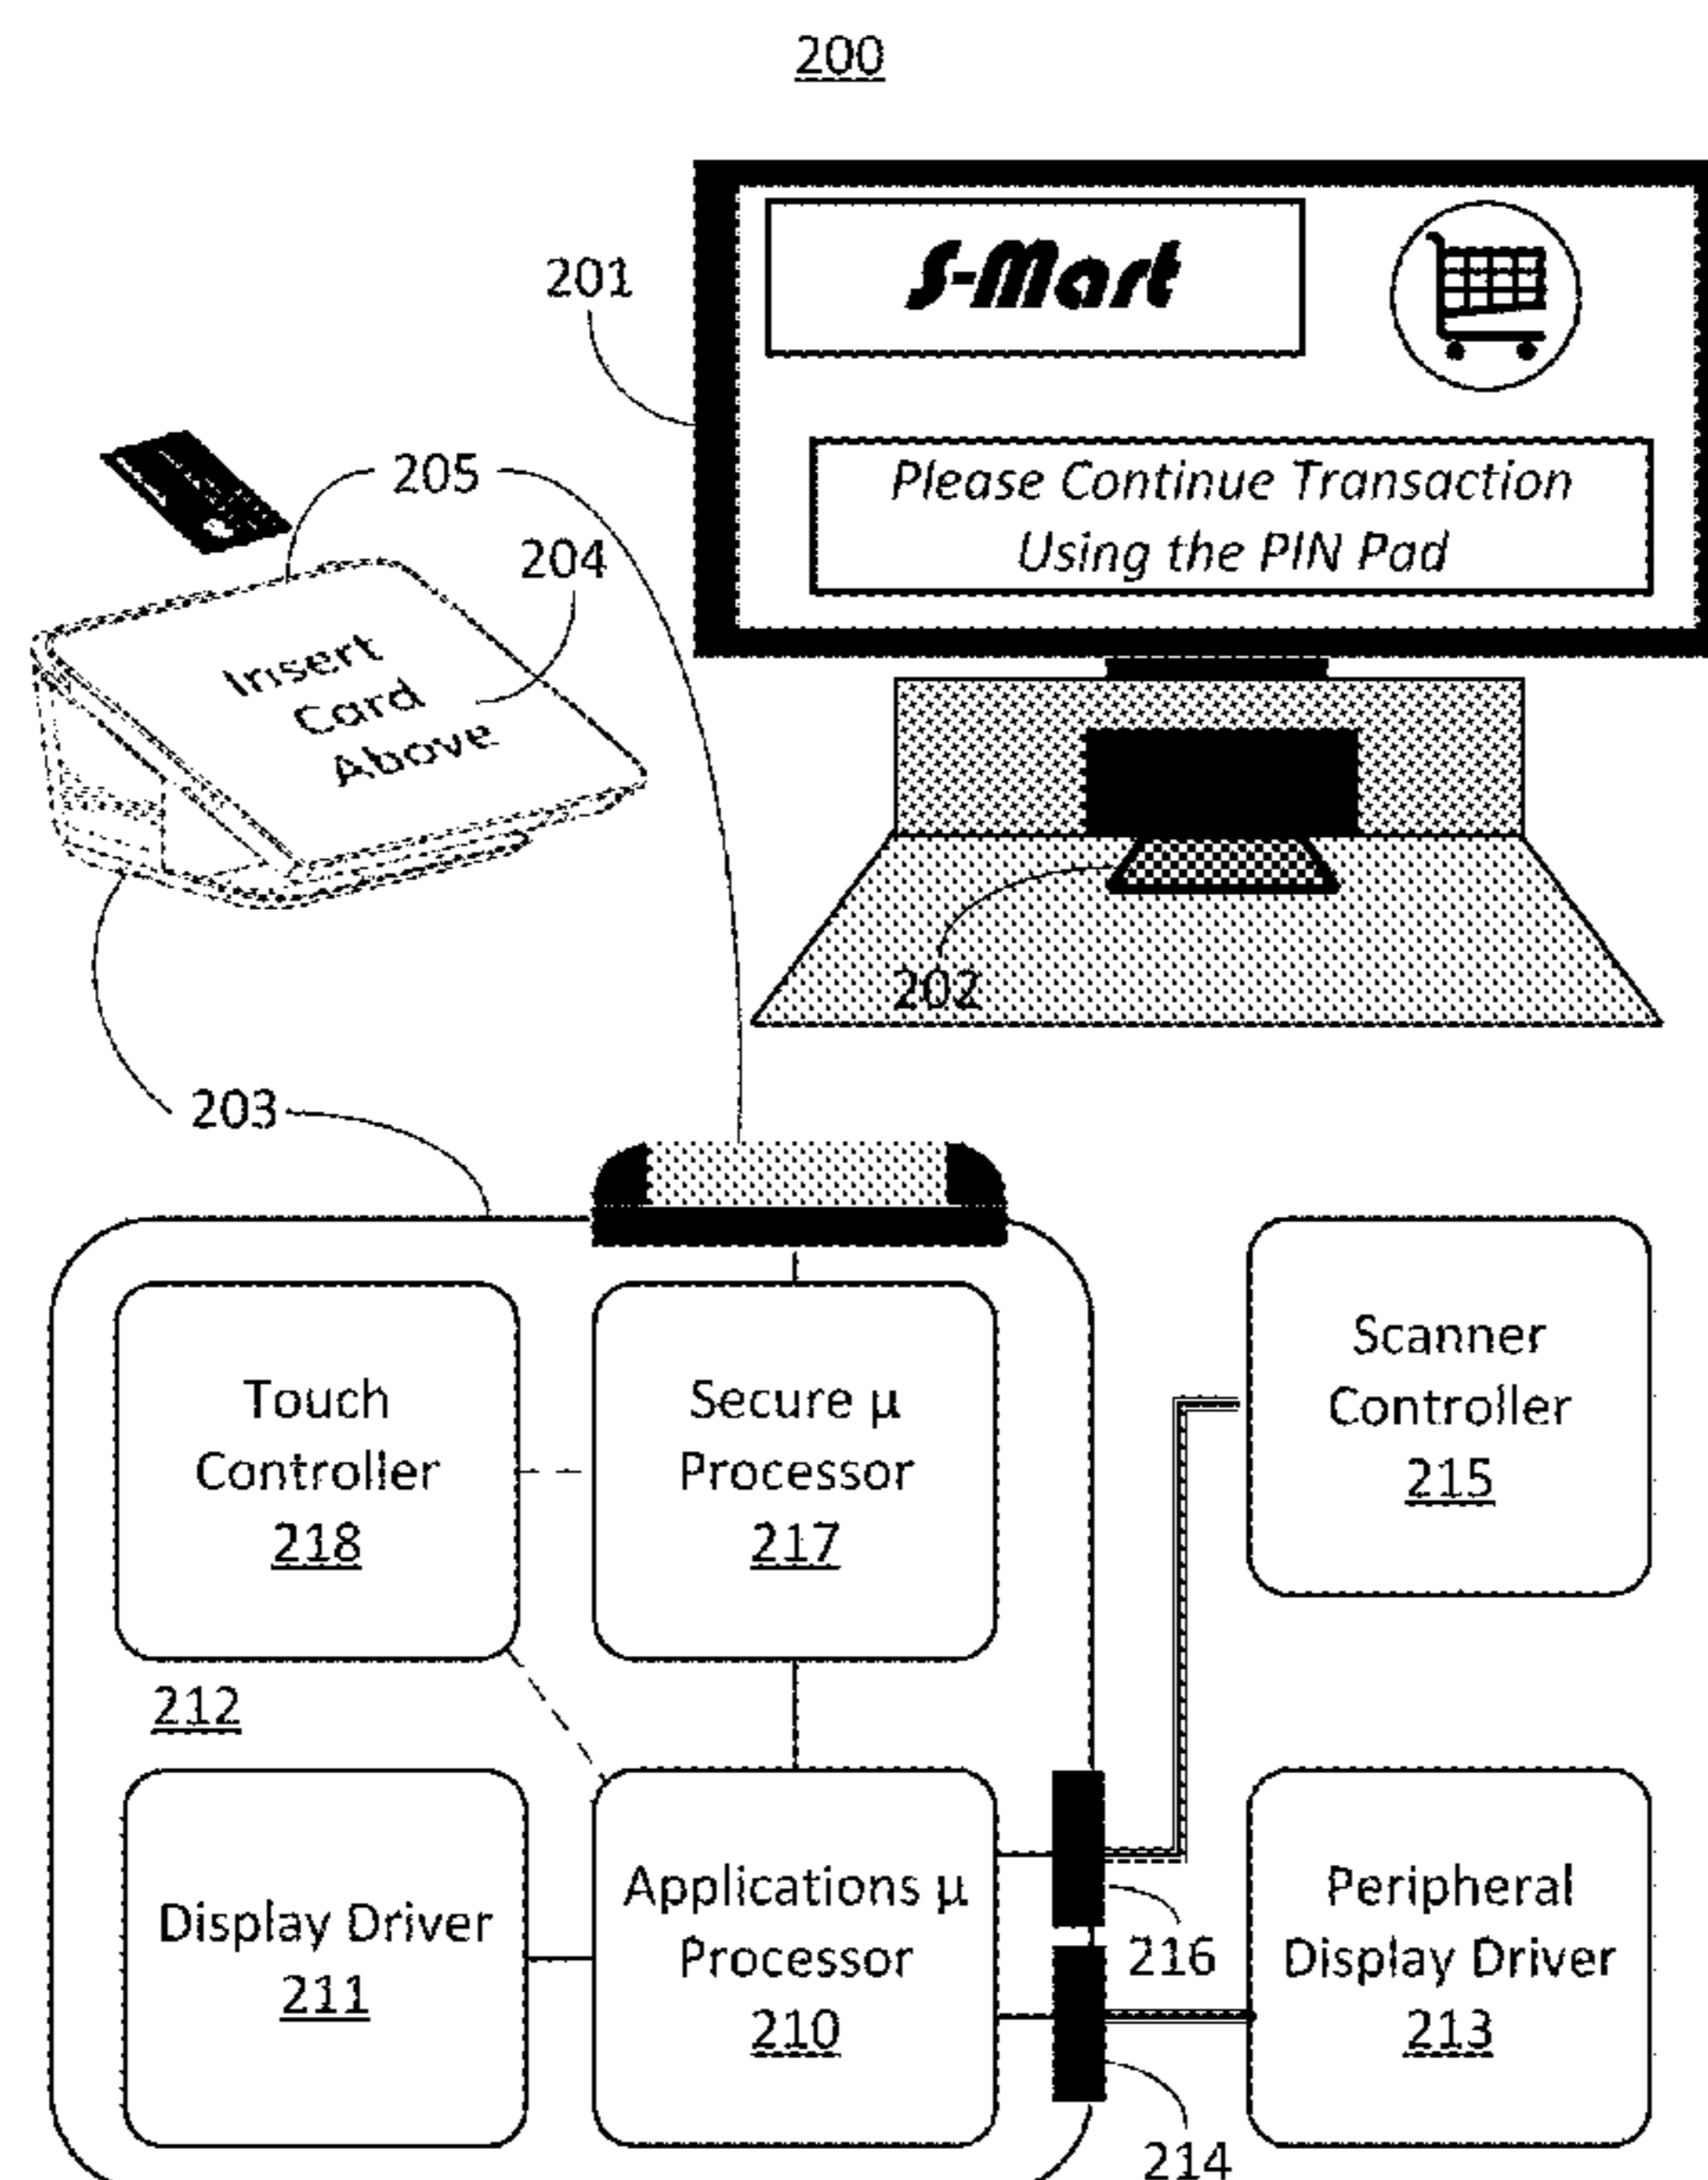 200
S-Mart
201
Please Continue Transaction
Using the PIN Pad
205
204
Insert
Card
Above
202
203
Touch
Controller
218
Secure μ
Processor
217
Scanner
Controller
215
212
Display Driver
211
Applications μ
Processor
210
216
Peripheral
Display Driver
213
214